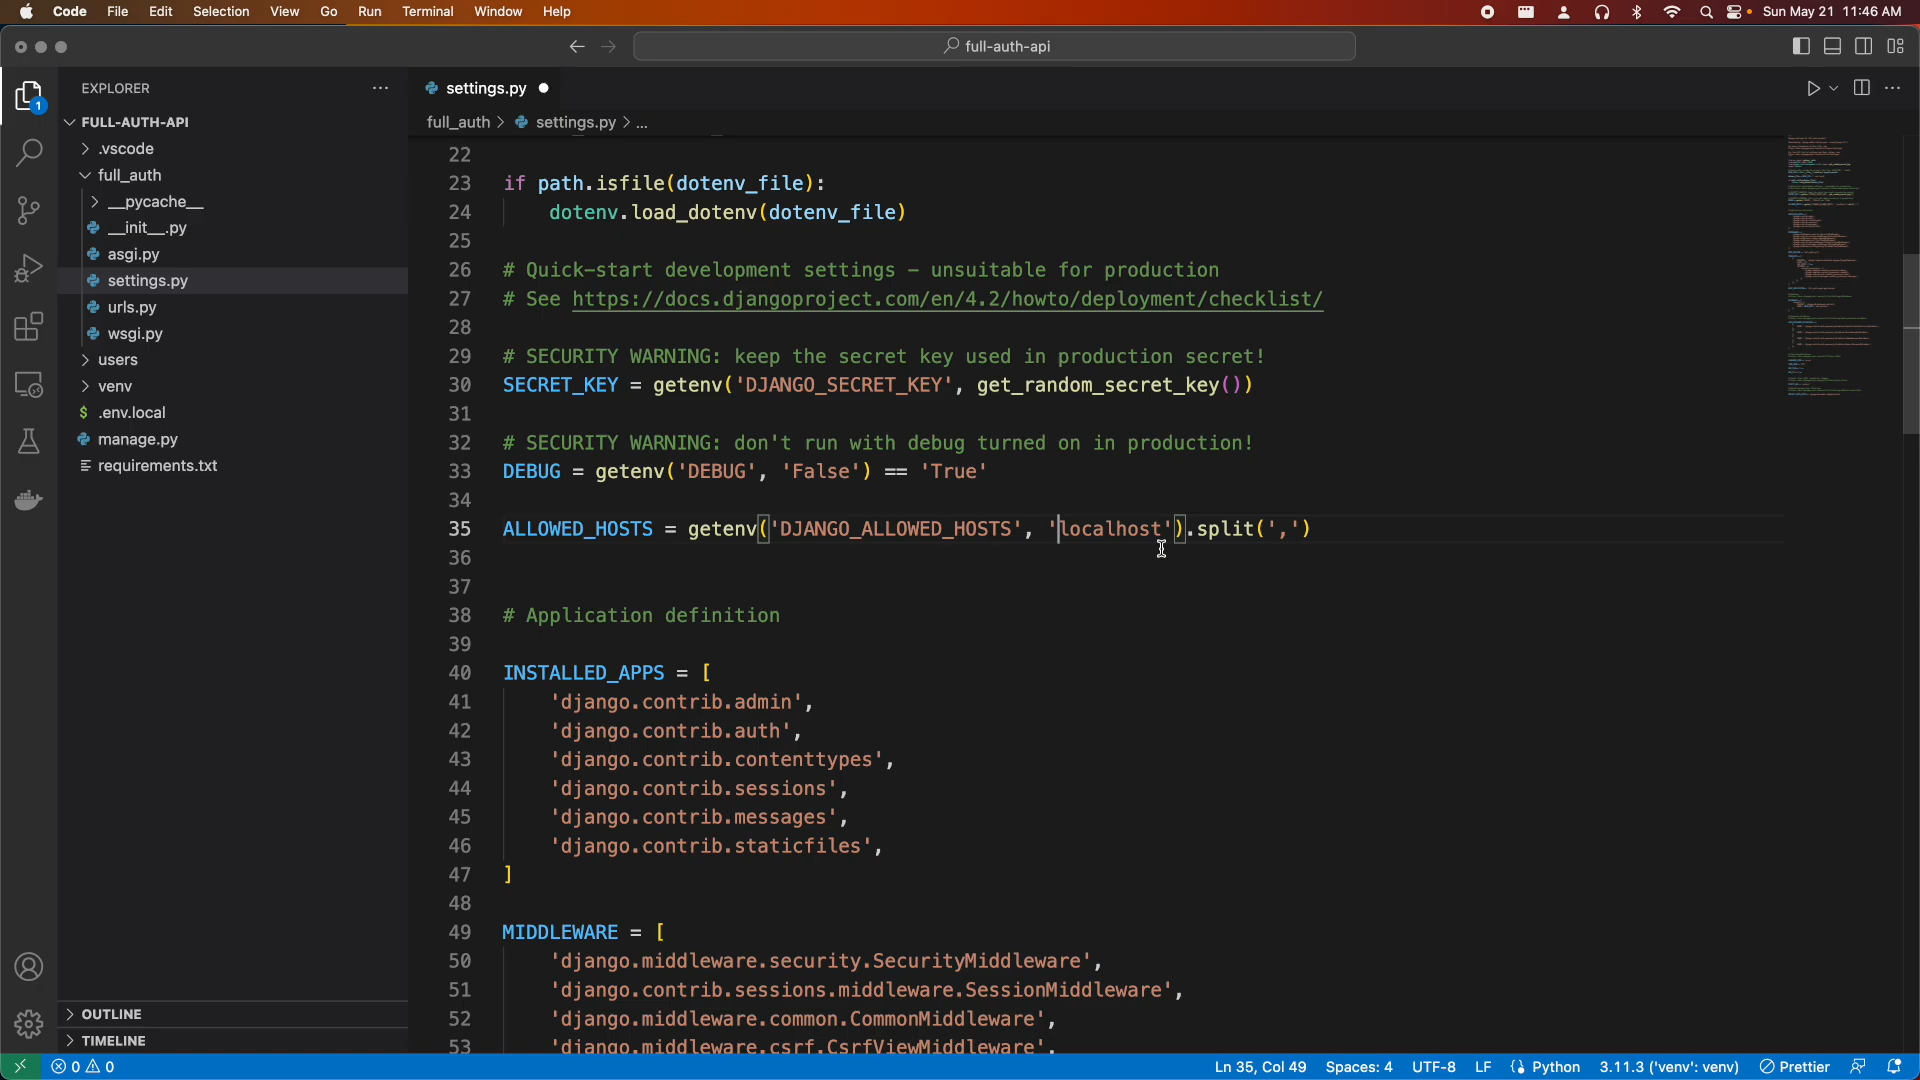 Code File Edit Selection View Go Run Terminal Window Help Sun May 21 11:46 AM
full-auth-api
EXPLORER
FULL-AUTH-API
.vscode
full_auth
__pycache__
__init__.py
asgi.py
settings.py
urls.py
wsgi.py
users
venv
.env.local
manage.py
requirements.txt
OUTLINE
TIMELINE
1
settings.py
full_auth > settings.py > ...
22
23 if path.isfile(dotenv_file):
24 dotenv.load_dotenv(dotenv_file)
25
26 # Quick-start development settings - unsuitable for production
27 # See https://docs.djangoproject.com/en/4.2/howto/deployment/checklist/
28
29 # SECURITY WARNING: keep the secret key used in production secret!
30 SECRET_KEY = getenv('DJANGO_SECRET_KEY', get_random_secret_key())
31
32 # SECURITY WARNING: don't run with debug turned on in production!
33 DEBUG = getenv('DEBUG', 'False') == 'True'
34
35 ALLOWED_HOSTS = getenv('DJANGO_ALLOWED_HOSTS', 'localhost').split(',')
36
37
38 # Application definition
39
40 INSTALLED_APPS = [
41 'django.contrib.admin',
42 'django.contrib.auth',
43 'django.contrib.contenttypes',
44 'django.contrib.sessions',
45 'django.contrib.messages',
46 'django.contrib.staticfiles',
47 ]
48
49 MIDDLEWARE = [
50 'django.middleware.security.SecurityMiddleware',
51 'django.contrib.sessions.middleware.SessionMiddleware',
52 'django.middleware.common.CommonMiddleware',
53 'django.middleware.csrf.CsrfViewMiddleware',
0 0 Ln 35, Col 49 Spaces: 4 UTF-8 LF Python 3.11.3 ('venv': venv) Prettier